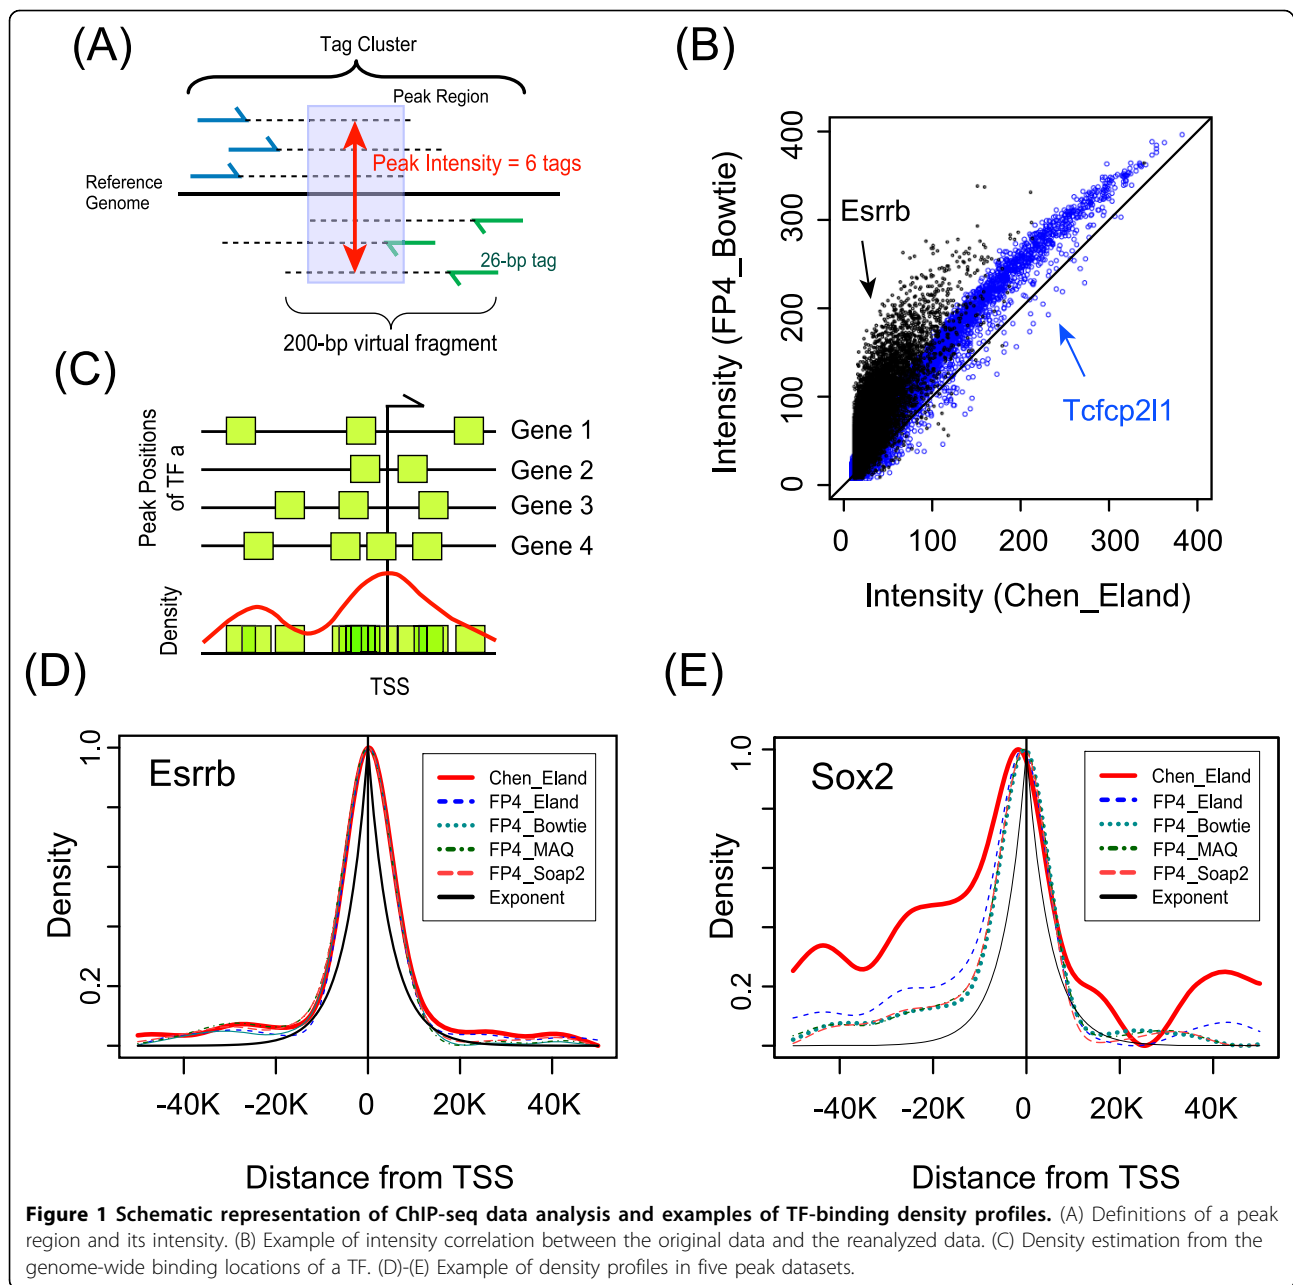 (A)
Tag Cluster
Peak Region
Peak Intensity = 6 tags
Reference
Genome
26-bp tag
200-bp virtual fragment
(B)
Intensity (FP4_Bowtie)
400
300
200
100
0
Esrrb
Tcfcp2l1
0 100 200 300 400
Intensity (Chen_Eland)
(C)
Peak Positions
of TF a
Gene 1
Gene 2
Gene 3
Gene 4
Density
TSS
(D)
Esrrb
Density
1.0
0.2
Chen_Eland
FP4_Eland
FP4_Bowtie
FP4_MAQ
FP4_Soap2
Exponent
-40K -20K 0 20K 40K
Distance from TSS
(E)
Sox2
Density
1.0
0.2
Chen_Eland
FP4_Eland
FP4_Bowtie
FP4_MAQ
FP4_Soap2
Exponent
-40K -20K 0 20K 40K
Distance from TSS
Figure 1 Schematic representation of ChIP-seq data analysis and examples of TF-binding density profiles. (A) Definitions of a peak
region and its intensity. (B) Example of intensity correlation between the original data and the reanalyzed data. (C) Density estimation from the
genome-wide binding locations of a TF. (D)-(E) Example of density profiles in five peak datasets.